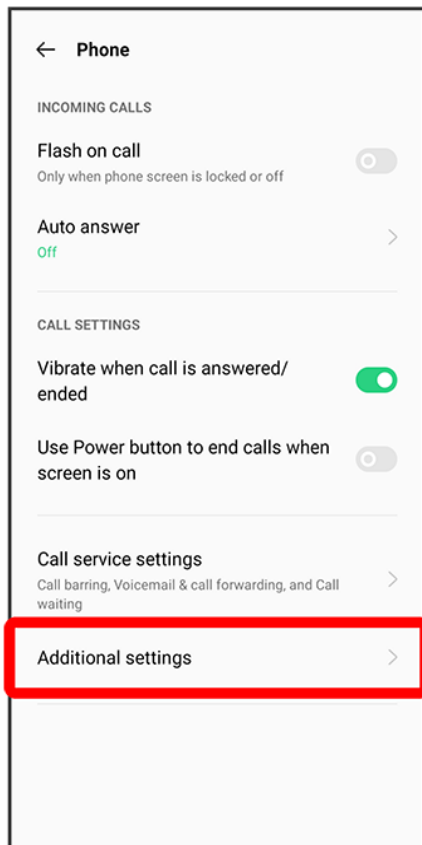 Phone
INCOMING CALLS
Flash on call
Only when phone screen is locked or off
Auto answer
Off
CALL SETTINGS
Vibrate when call is answered/
ended
Use Power button to end calls when
screen is on
Call service settings
Call barring, Voicemail & call forwarding, and Call
waiting
Additional settings